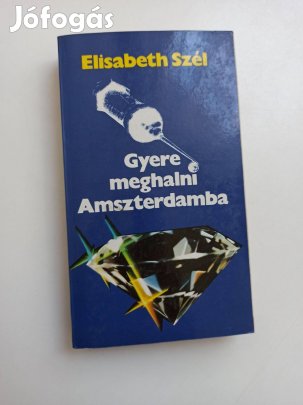 Jófogás
Elisabeth Szél
Gyere
meghalni
Amszterdamba